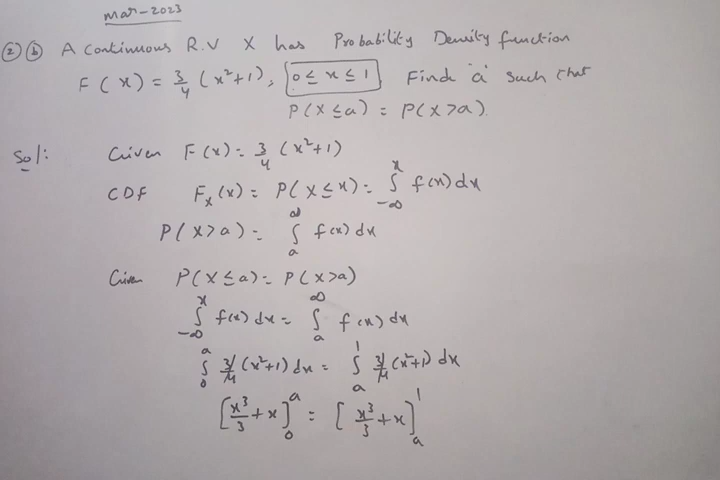 Mar-2023
② ⓑ A continuous R.V X has Probability Density function
F(x) = 3/4 (x²+1), 0 ≤ x ≤ 1 Find 'a' such that
P(X ≤ a) = P(X > a).
Sol: Given F(x) = 3/4 (x²+1)
CDF F_X(x) = P(X ≤ x) = ∫_{-∞}^{x} f(x) dx
P(X > a) = ∫_{a}^{∞} f(x) dx
Given P(X ≤ a) = P(X > a)
∫_{-∞}^{x} f(x) dx = ∫_{a}^{∞} f(x) dx
∫_{0}^{a} 3/4 (x²+1) dx = ∫_{a}^{1} 3/4 (x²+1) dx
[x³/3 + x]_{0}^{a} = [x³/3 + x]_{a}^{1}